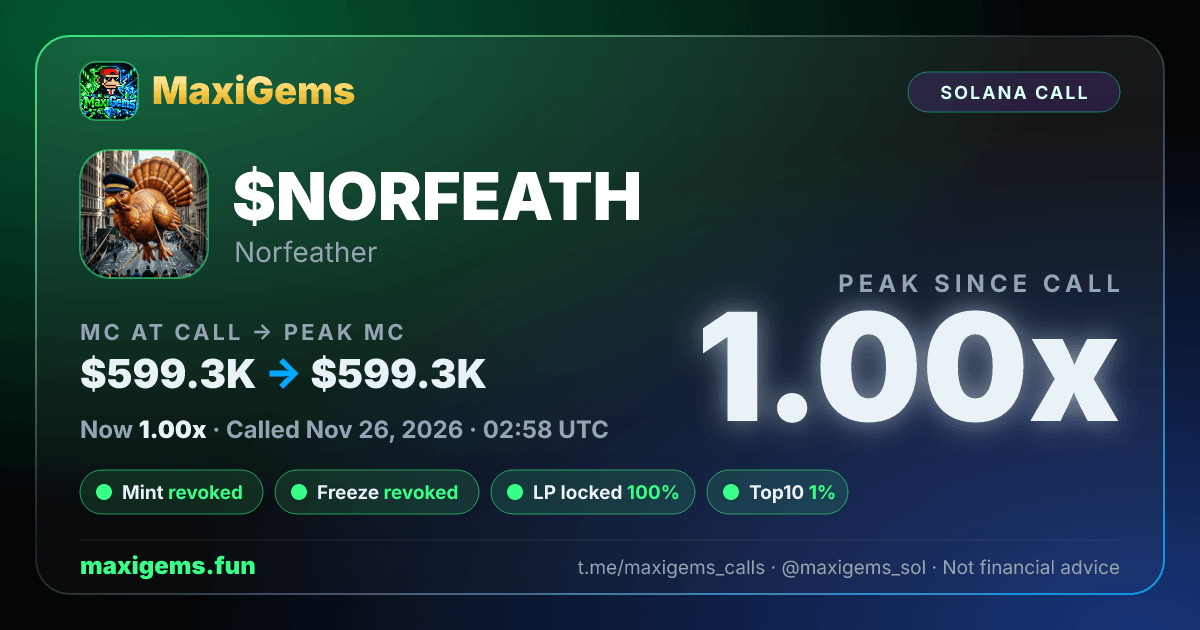 MaxiGems
MaxiGems
SOLANA CALL
$NORFEATH
Norfeather
PEAK SINCE CALL
1.00x
MC AT CALL → PEAK MC
$599.3K → $599.3K
Now 1.00x · Called Nov 26, 2026 · 02:58 UTC
Mint revoked
Freeze revoked
LP locked 100%
Top10 1%
maxigems.fun
t.me/maxigems_calls · @maxigems_sol · Not financial advice